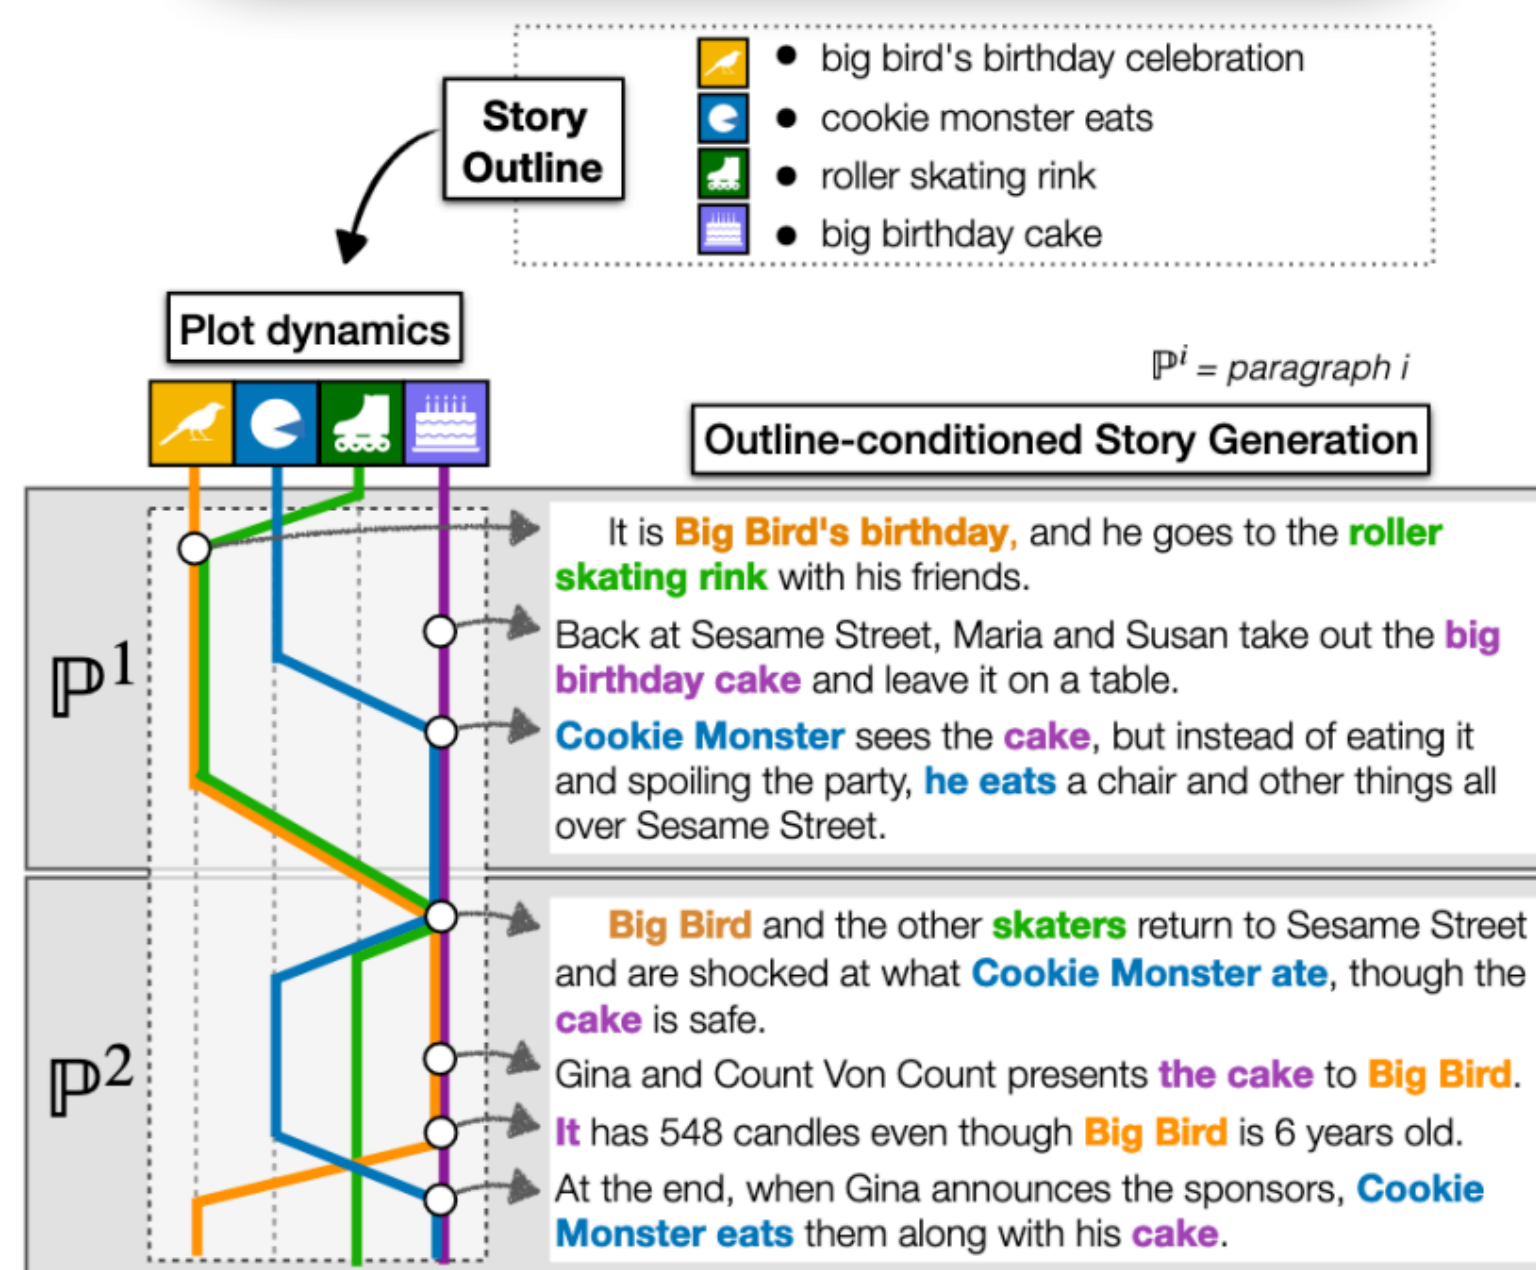 Story
Outline
• big bird's birthday celebration
• cookie monster eats
• roller skating rink
• big birthday cake
Plot dynamics
ℙⁱ = paragraph i
Outline-conditioned Story Generation
ℙ¹
It is Big Bird's birthday, and he goes to the roller
skating rink with his friends.
Back at Sesame Street, Maria and Susan take out the big
birthday cake and leave it on a table.
Cookie Monster sees the cake, but instead of eating it
and spoiling the party, he eats a chair and other things all
over Sesame Street.
ℙ²
Big Bird and the other skaters return to Sesame Street
and are shocked at what Cookie Monster ate, though the
cake is safe.
Gina and Count Von Count presents the cake to Big Bird.
It has 548 candles even though Big Bird is 6 years old.
At the end, when Gina announces the sponsors, Cookie
Monster eats them along with his cake.